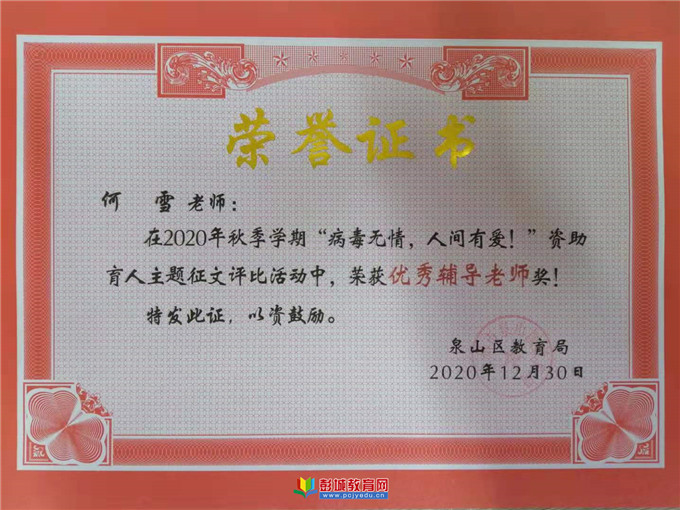 荣誉证书
何 雪 老师：
在2020年秋季学期“病毒无情，人间有爱！”资助
育人主题征文评比活动中，荣获优秀辅导老师奖！
特发此证，以资鼓励。
泉山区教育局
2020年12月30日
彭城教育网
www.pcjyedu.cn